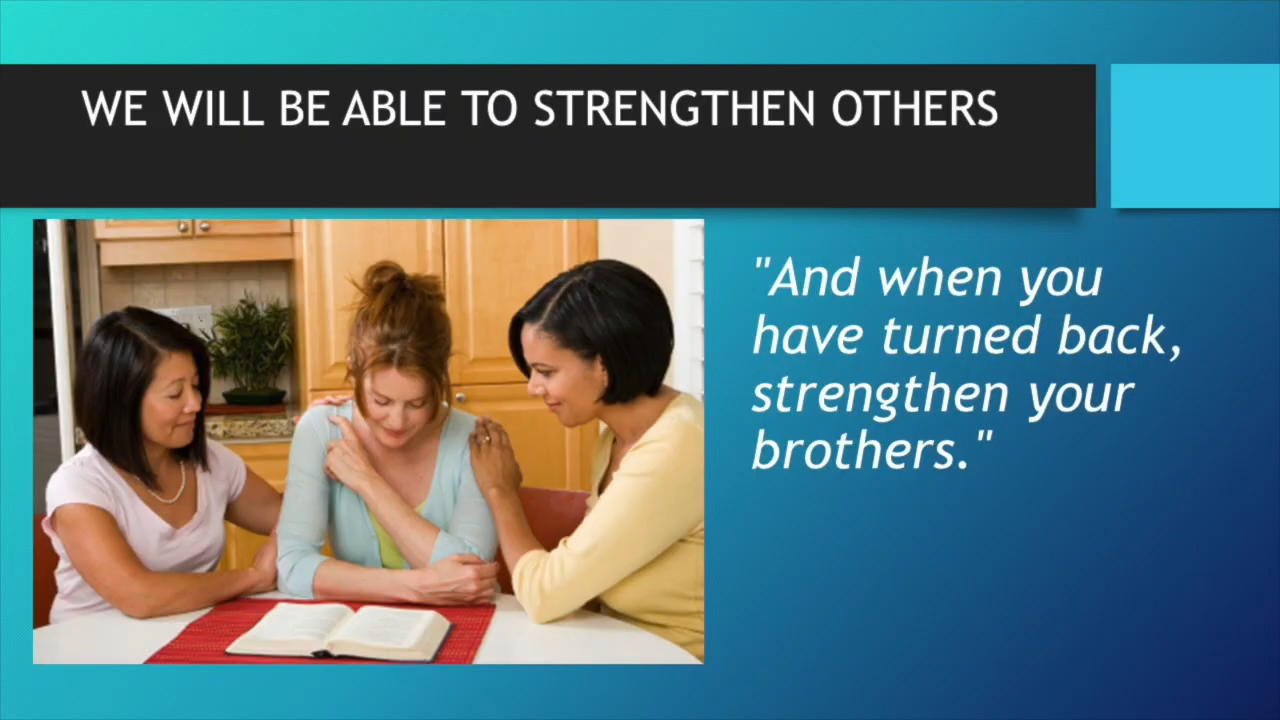 WE WILL BE ABLE TO STRENGTHEN OTHERS
"And when you
have turned back,
strengthen your
brothers."